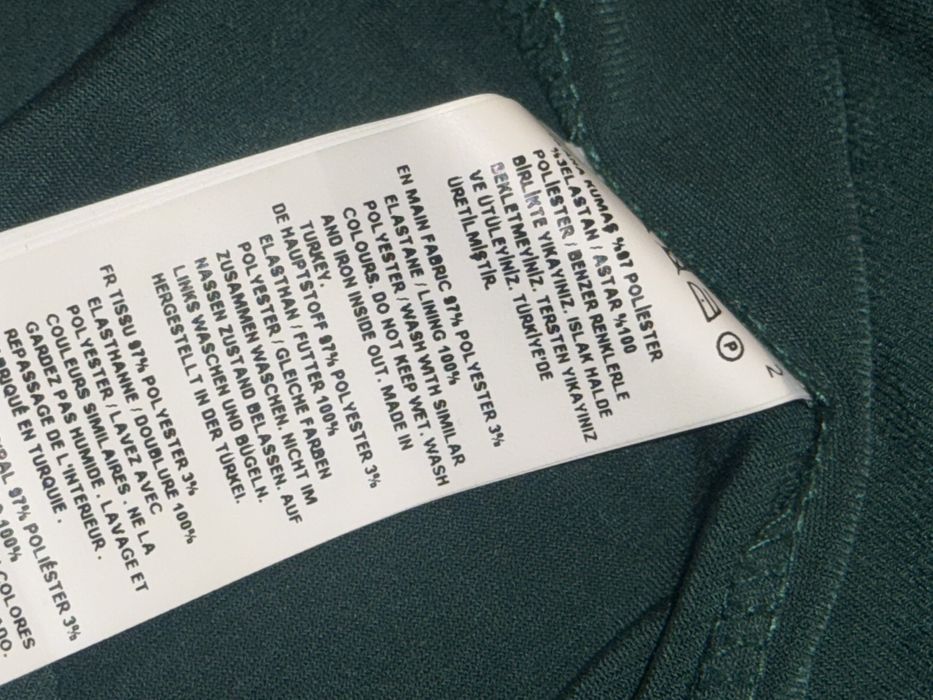 KUMAŞ %97 POLİESTER
%3ELASTAN / ASTAR %100
POLİESTER / BENZER RENKLERLE
BİRLİKTE YIKAYINIZ. ISLAK HALDE
BEKLETMEYİNİZ. TERSTEN YIKAYINIZ
VE ÜTÜLEYİNİZ. TÜRKİYE'DE
ÜRETİLMİŞTİR.
EN MAIN FABRIC 97% POLYESTER 3%
ELASTANE / LINING 100%
POLYESTER / WASH WITH SIMILAR
COLOURS. DO NOT KEEP WET. WASH
AND IRON INSIDE OUT. MADE IN
TURKEY.
DE HAUPTSTOFF 97% POLYESTER 3%
ELASTNAN / FUTTER 100%
POLYESTER / GLEICHE FARBEN
ZUSAMMEN WASCHEN. NICHT IM
NASSEN ZUSTAND BELASSEN. AUF
LINKS WASCHEN UND BÜGELN.
HERGESTELLT IN DER TÜRKEI.
FR TISSU 97% POLYESTER 3%
ELASTHANNE / DOUBLURE 100%
POLYESTER / LAVEZ AVEC
COULEURS SIMILAIRES . NE LA
GARDEZ PAS HUMIDE . LAVAGE ET
REPASSAGE DE L'INTERIEUR .
FABRIQUÉ EN TURQUIE .
97% POLIÉSTER 3%
100%
COLORES
P
2